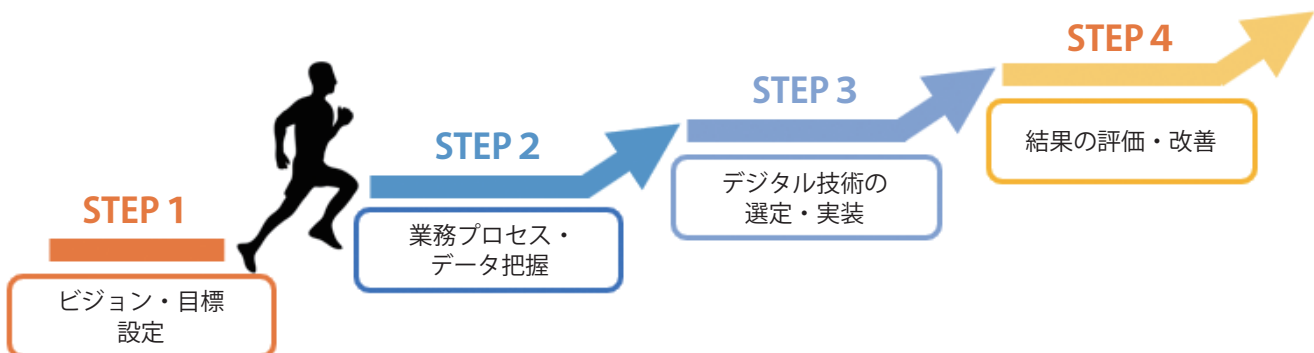 STEP 1
ビジョン・目標
設定
STEP 2
業務プロセス・
データ把握
STEP 3
デジタル技術の
選定・実装
STEP 4
結果の評価・改善